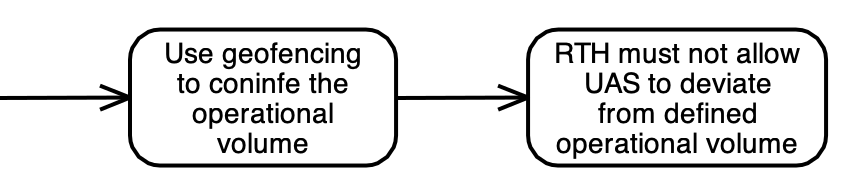 Use geofencing
to coninfe the
operational
volume
RTH must not allow
UAS to deviate
from defined
operational volume